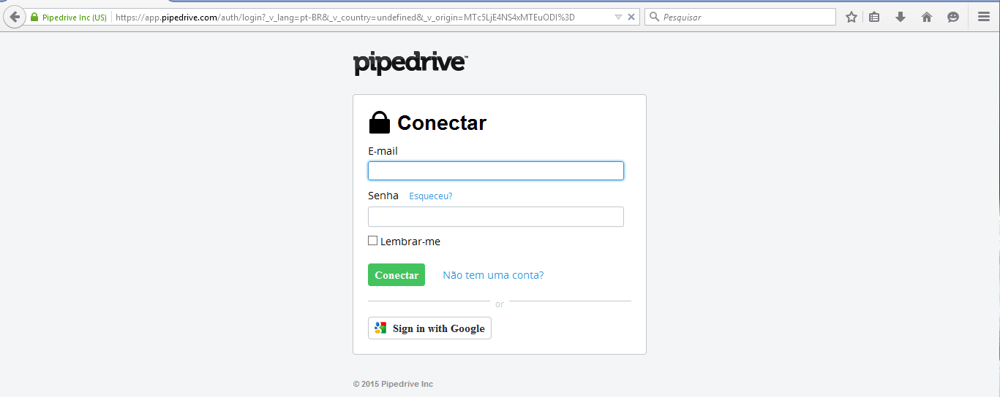 Pipedrive Inc (US) https://app.pipedrive.com/auth/login?_v_lang=pt-BR&_v_country=undefined&_v_origin=MTc5LjE4NS4xMTEuODI%3D Pesquisar
pipedrive™
Conectar
E-mail
Senha Esqueceu?
Lembrar-me
Conectar Não tem uma conta?
or
Sign in with Google
© 2015 Pipedrive Inc